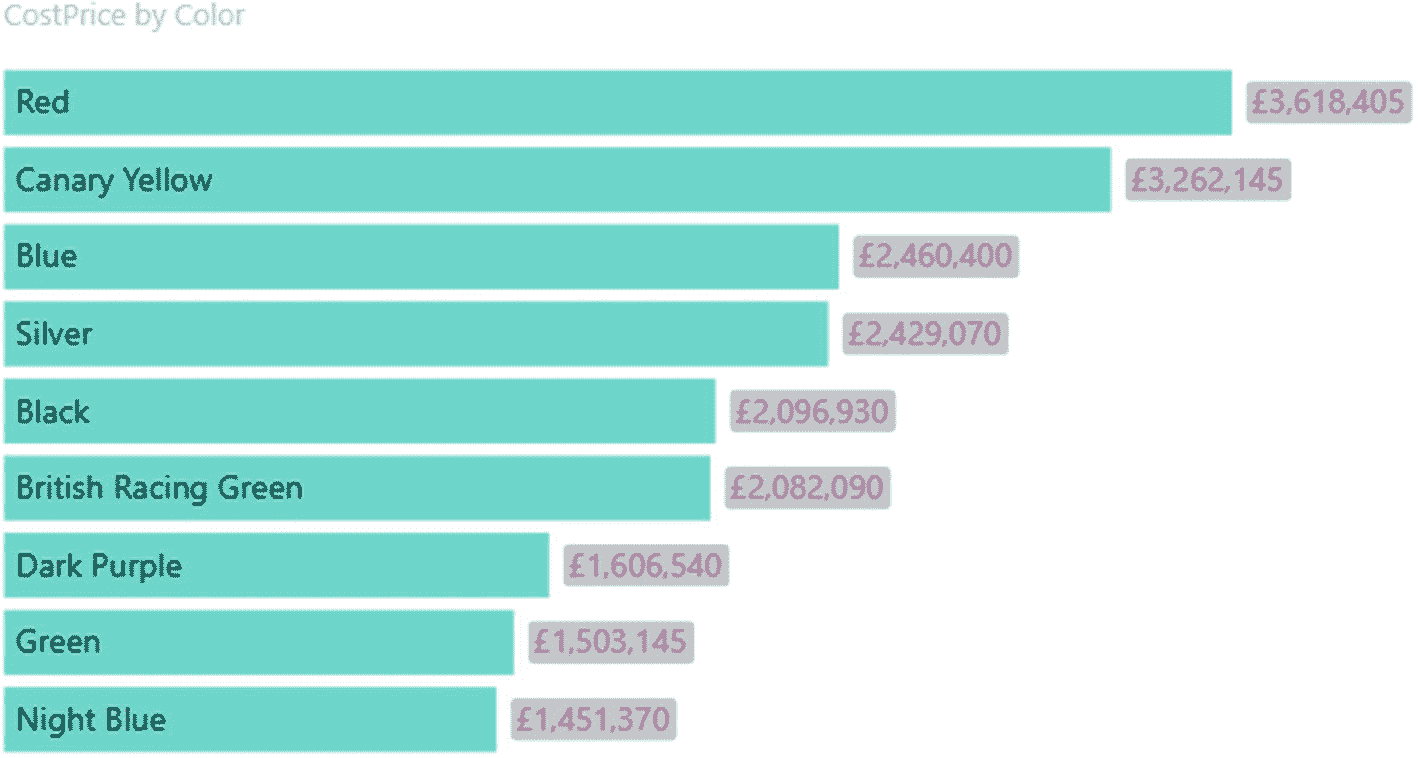 CostPrice by Color
Red £3,618,405
Canary Yellow £3,262,145
Blue £2,460,400
Silver £2,429,070
Black £2,096,930
British Racing Green £2,082,090
Dark Purple £1,606,540
Green £1,503,145
Night Blue £1,451,370